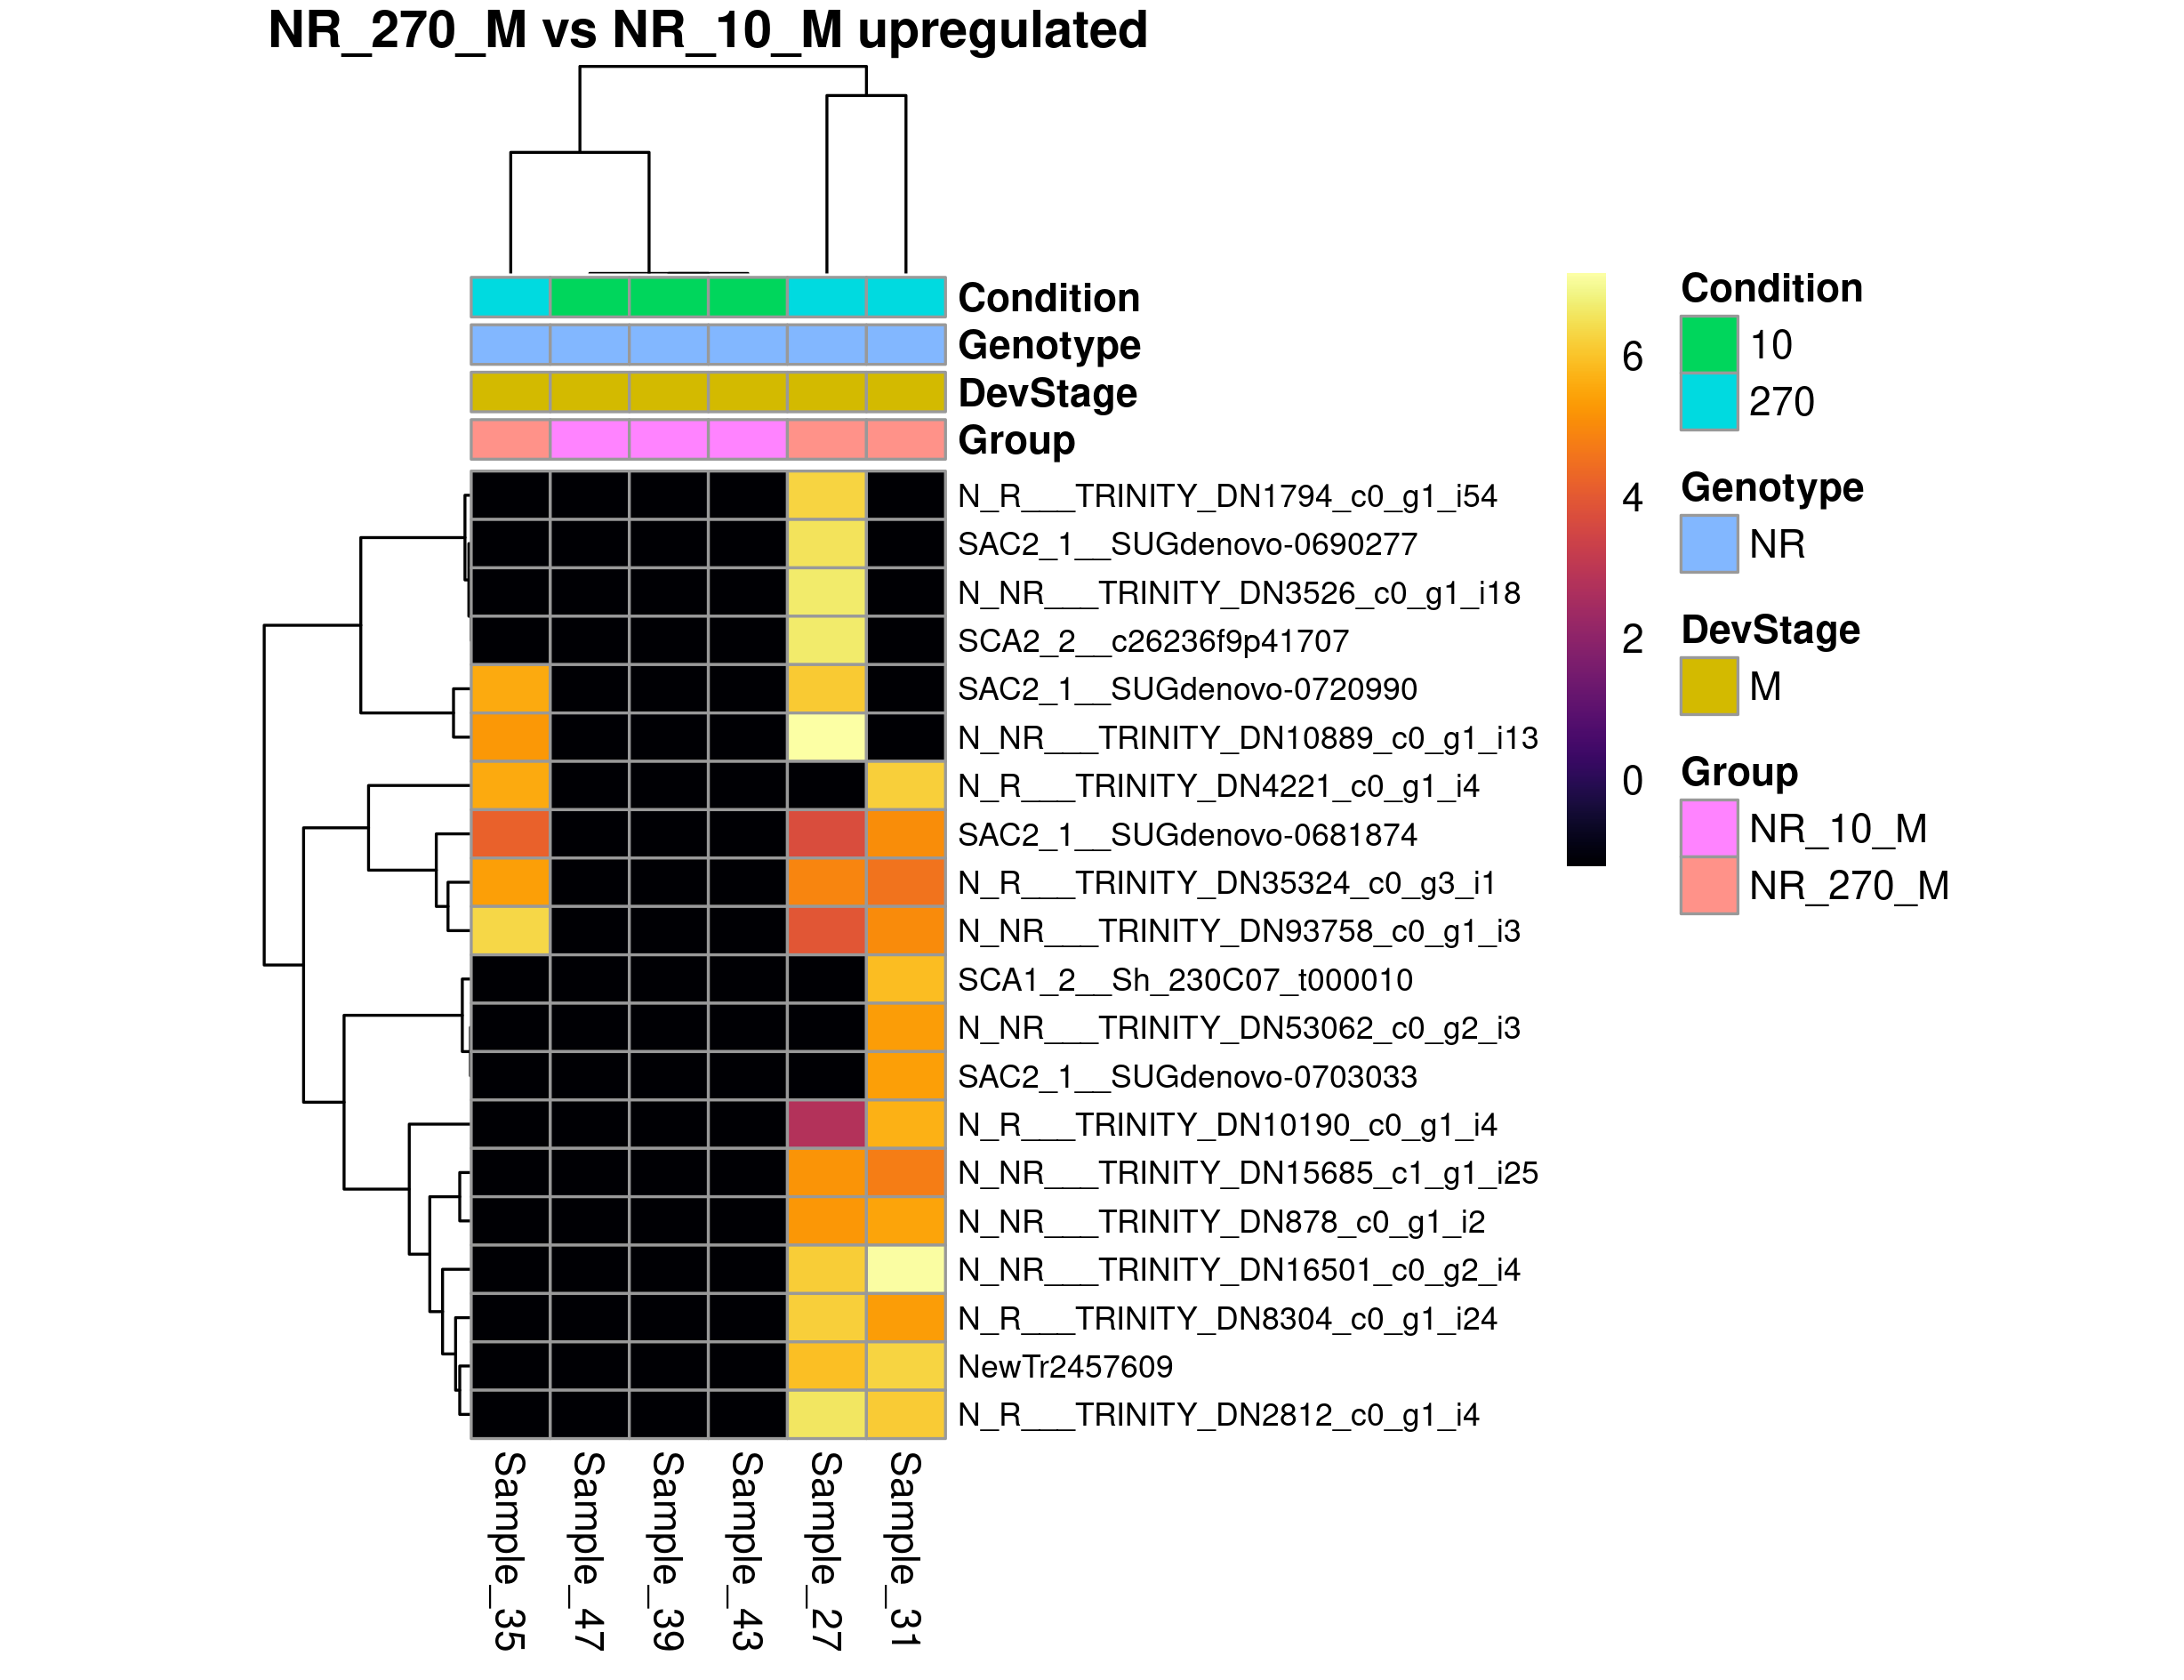 NR_270_M vs NR_10_M upregulated
Condition
Genotype
DevStage
Group
N_R___TRINITY_DN1794_c0_g1_i54
SAC2_1__SUGdenovo-0690277
N_NR___TRINITY_DN3526_c0_g1_i18
SCA2_2__c26236f9p41707
SAC2_1__SUGdenovo-0720990
N_NR___TRINITY_DN10889_c0_g1_i13
N_R___TRINITY_DN4221_c0_g1_i4
SAC2_1__SUGdenovo-0681874
N_R___TRINITY_DN35324_c0_g3_i1
N_NR___TRINITY_DN93758_c0_g1_i3
SCA1_2__Sh_230C07_t000010
N_NR___TRINITY_DN53062_c0_g2_i3
SAC2_1__SUGdenovo-0703033
N_R___TRINITY_DN10190_c0_g1_i4
N_NR___TRINITY_DN15685_c1_g1_i25
N_NR___TRINITY_DN878_c0_g1_i2
N_NR___TRINITY_DN16501_c0_g2_i4
N_R___TRINITY_DN8304_c0_g1_i24
NewTr2457609
N_R___TRINITY_DN2812_c0_g1_i4
Sample_35
Sample_47
Sample_39
Sample_43
Sample_27
Sample_31
6
4
2
0
Condition
10
270
Genotype
NR
DevStage
M
Group
NR_10_M
NR_270_M